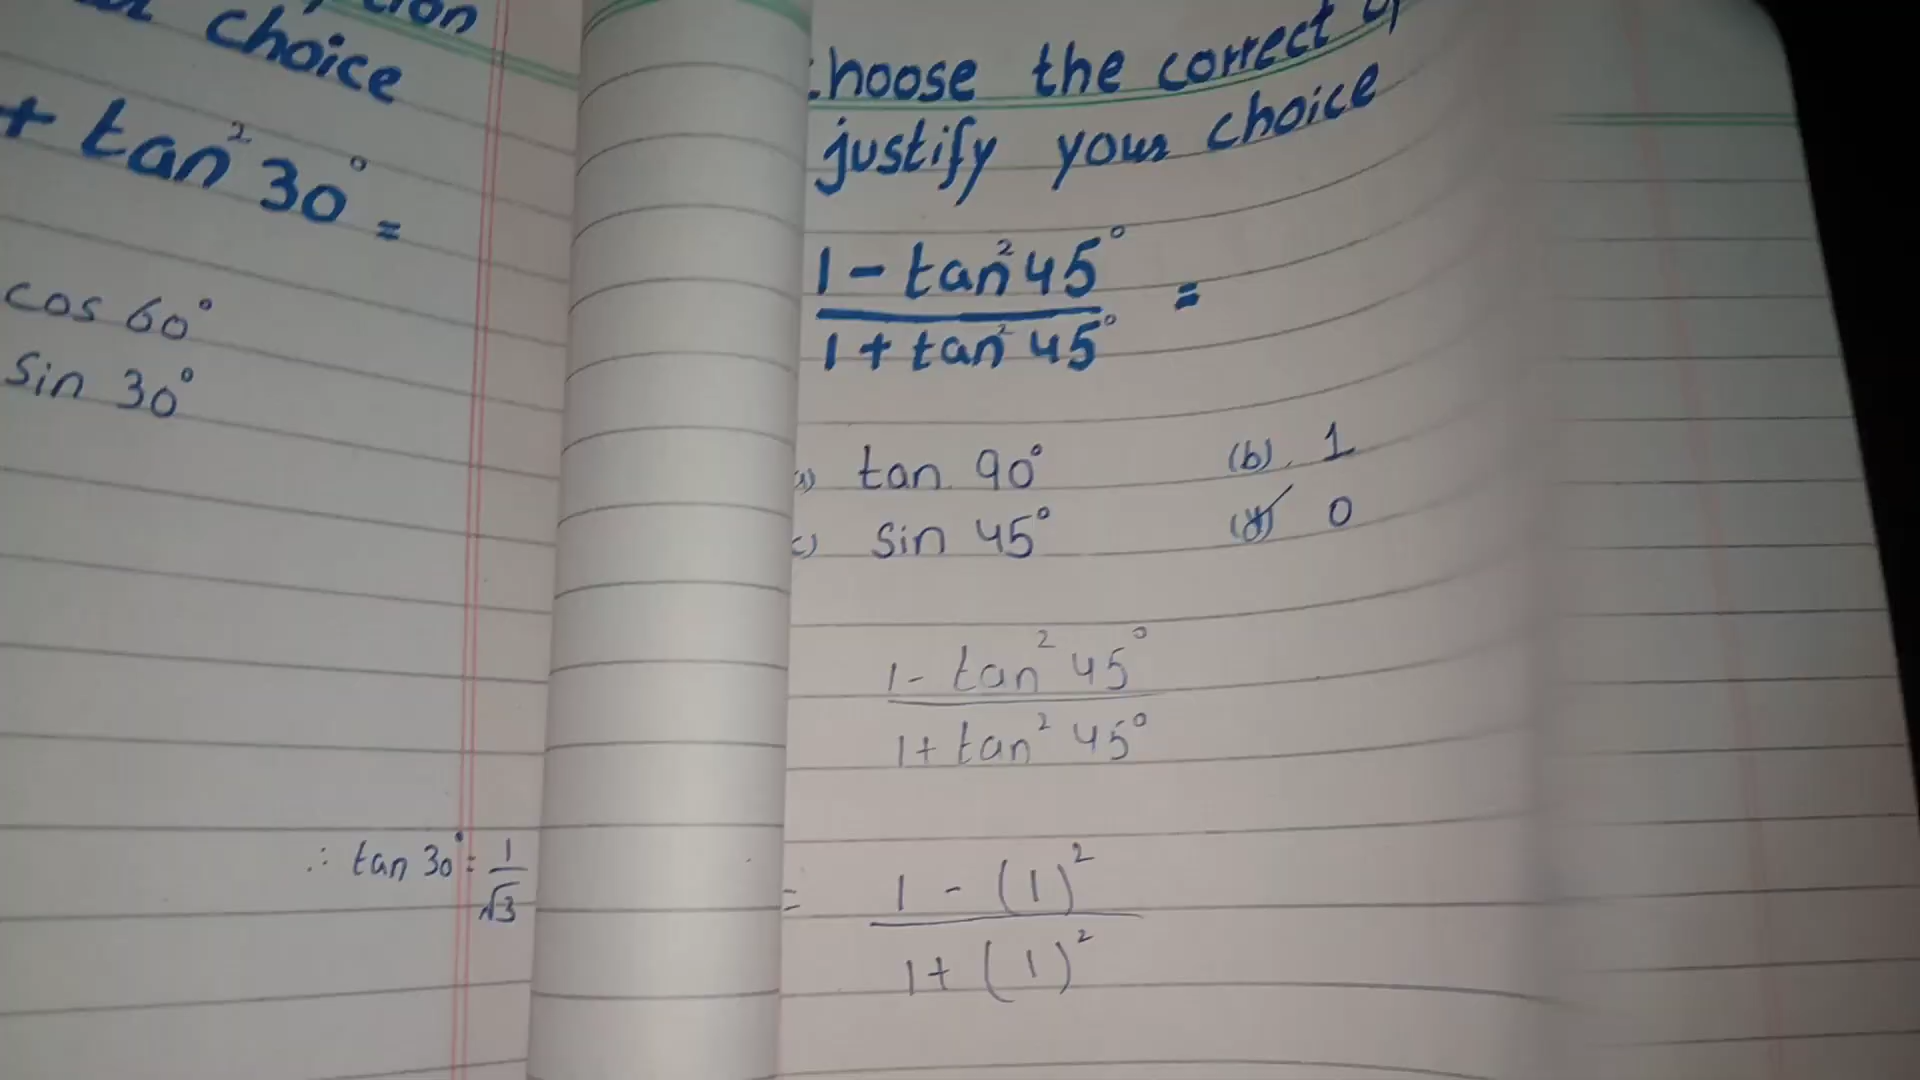 choice
+ tan² 30° =
cos 60°
sin 30°
∴ tan 30° = 1/√3
hoose the correct
justify your choice
1 - tan² 45° / 1 + tan² 45° =
(a) tan 90° (b) 1
(c) sin 45° (d) 0
1 - tan² 45° / 1 + tan² 45°
= 1 - (1)² / 1 + (1)²